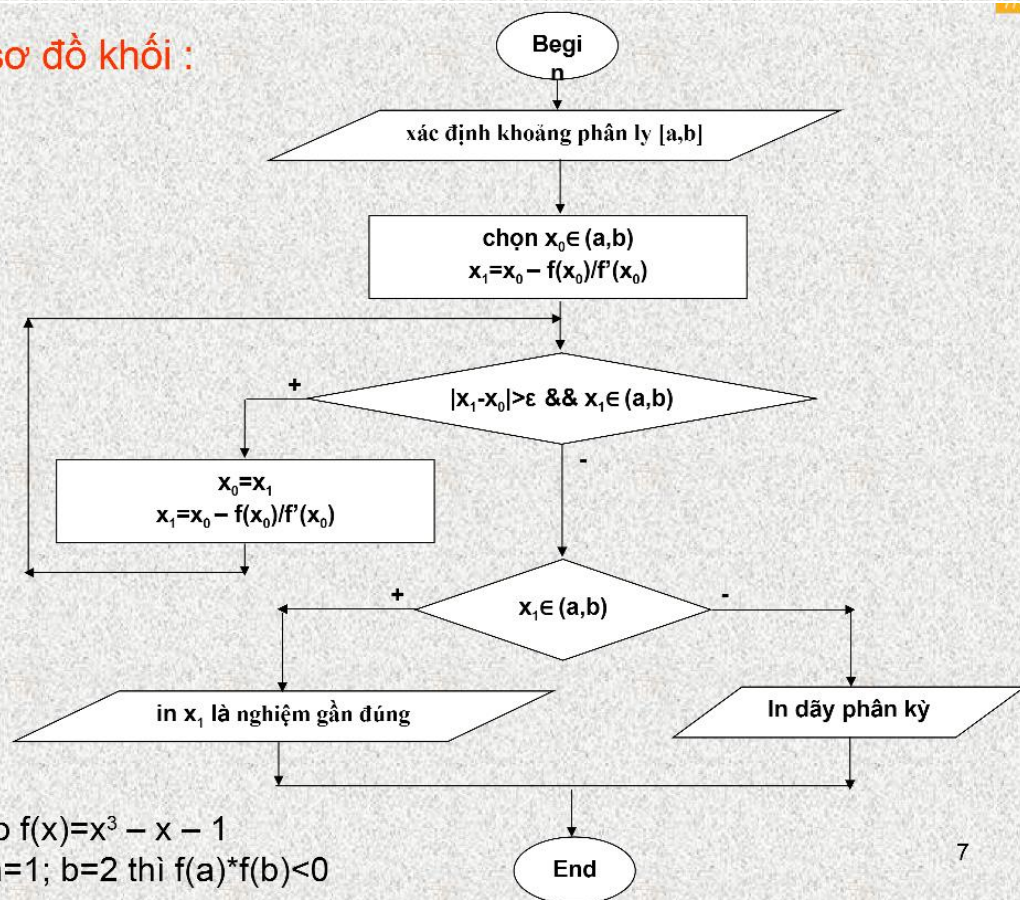 sơ đồ khối :
Begi
n
xác định khoảng phân ly [a,b]
chọn x₀∈(a,b)
x₁=x₀ – f(x₀)/f’(x₀)
|x₁-x₀|>ε && x₁∈(a,b)
+
-
x₀=x₁
x₁=x₀ – f(x₀)/f’(x₀)
x₁∈(a,b)
+
-
in x₁ là nghiệm gần đúng
In dãy phân kỳ
f(x)=x³ – x – 1
=1; b=2 thì f(a)*f(b)<0
End
7